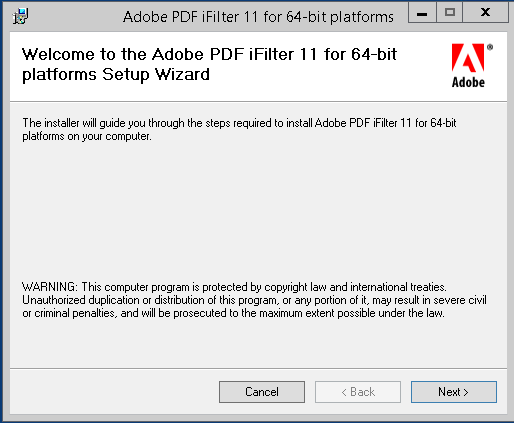 Adobe PDF iFilter 11 for 64-bit platforms
Welcome to the Adobe PDF iFilter 11 for 64-bit
platforms Setup Wizard
Adobe
®
The installer will guide you through the steps required to install Adobe PDF iFilter 11 for 64-bit
platforms on your computer.
WARNING: This computer program is protected by copyright law and international treaties.
Unauthorized duplication or distribution of this program, or any portion of it, may result in severe civil
or criminal penalties, and will be prosecuted to the maximum extent possible under the law.
Cancel
< Back
Next >